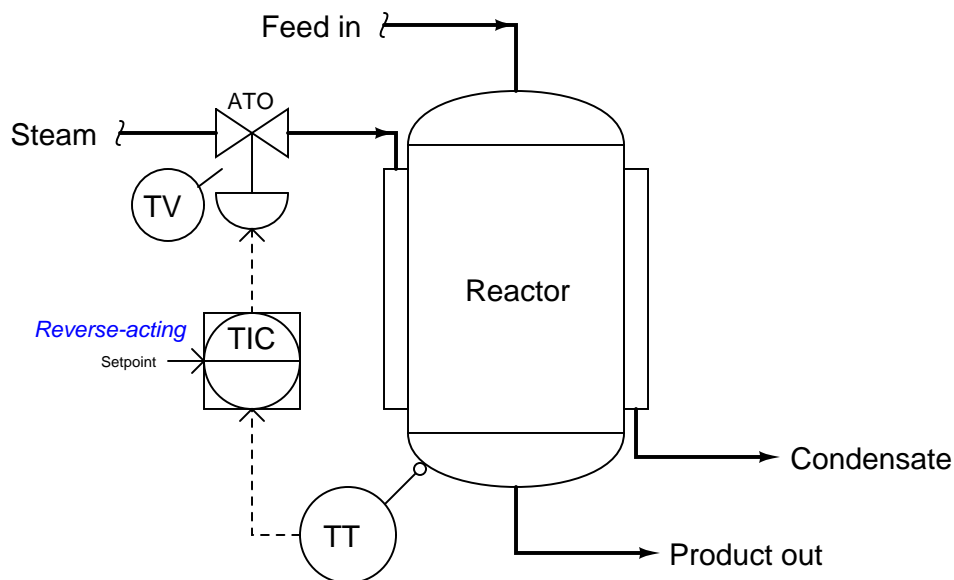 Feed in
ATO
Steam
TV
Reactor
Reverse-acting
TIC
Setpoint
Condensate
TT
Product out